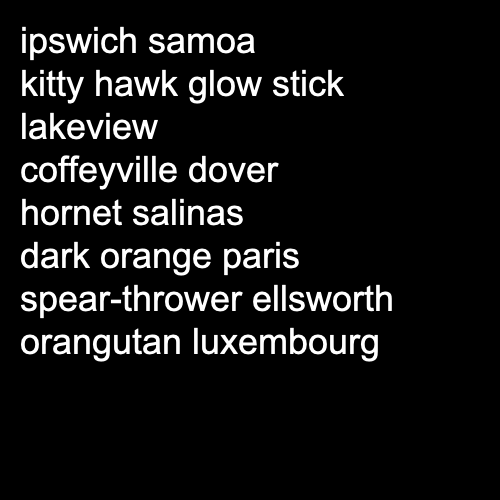 ipswich samoa
kitty hawk glow stick
lakeview
coffeyville dover
hornet salinas
dark orange paris
spear-thrower ellsworth
orangutan luxembourg